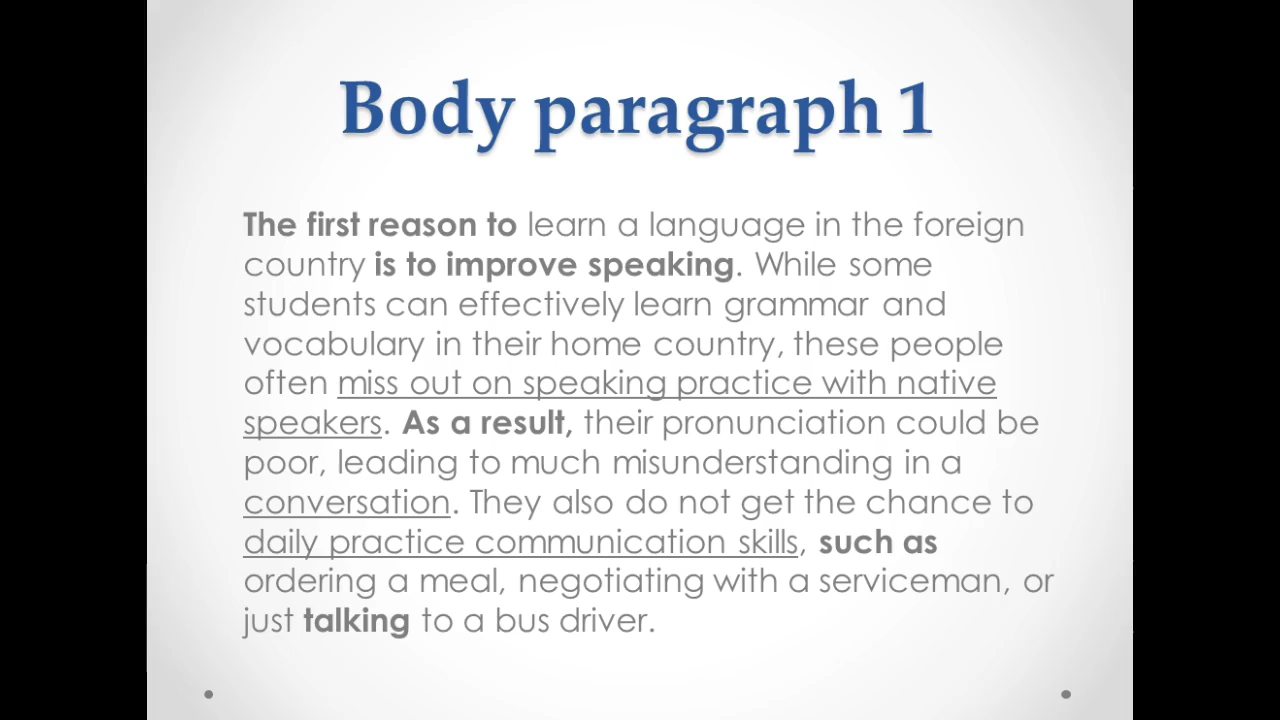 Body paragraph 1
The first reason to learn a language in the foreign
country is to improve speaking. While some
students can effectively learn grammar and
vocabulary in their home country, these people
often miss out on speaking practice with native
speakers. As a result, their pronunciation could be
poor, leading to much misunderstanding in a
conversation. They also do not get the chance to
daily practice communication skills, such as
ordering a meal, negotiating with a serviceman, or
just talking to a bus driver.